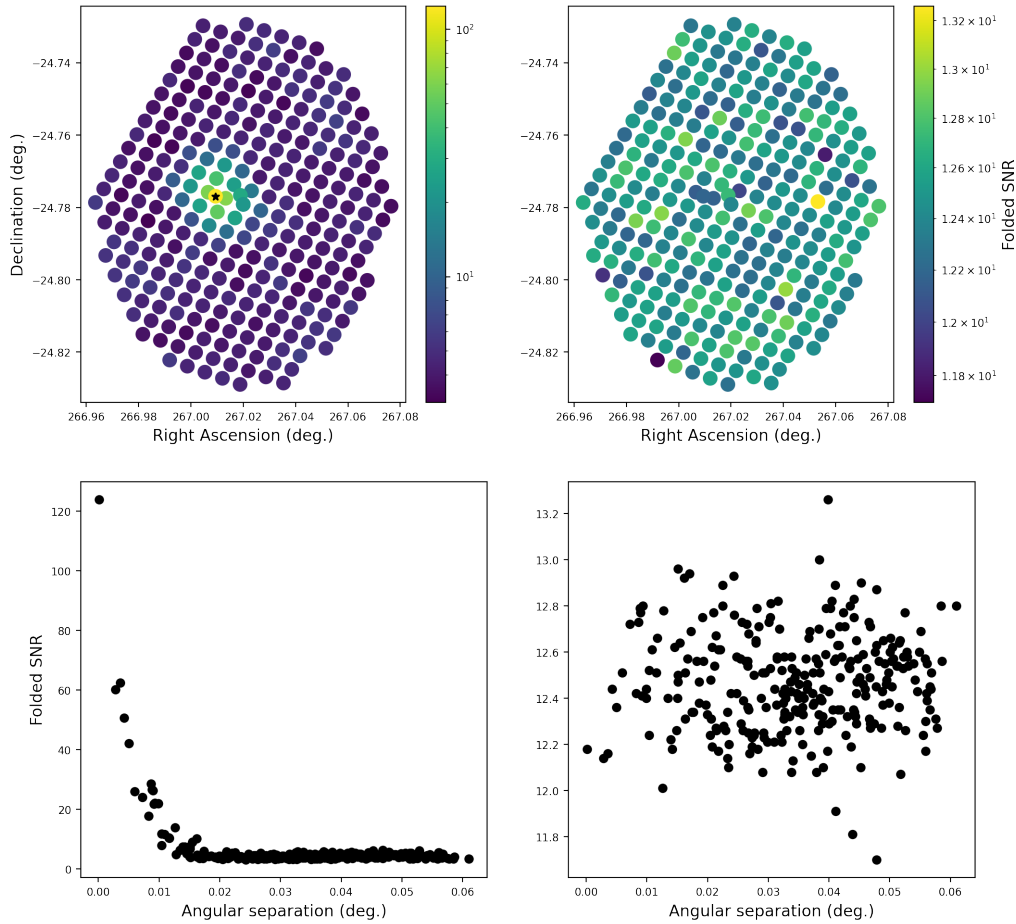 −24.74
−24.76
−24.78
−24.80
−24.82
Declination (deg.)
266.96 266.98 267.00 267.02 267.04 267.06 267.08
Right Ascension (deg.)
10²
10¹
−24.74
−24.76
−24.78
−24.80
−24.82
266.96 266.98 267.00 267.02 267.04 267.06 267.08
Right Ascension (deg.)
1.32 × 10¹
1.3 × 10¹
1.28 × 10¹
1.26 × 10¹
1.24 × 10¹
1.22 × 10¹
1.2 × 10¹
1.18 × 10¹
Folded SNR
120
100
80
60
40
20
0
Folded SNR
0.00 0.01 0.02 0.03 0.04 0.05 0.06
Angular separation (deg.)
13.2
13.0
12.8
12.6
12.4
12.2
12.0
11.8
0.00 0.01 0.02 0.03 0.04 0.05 0.06
Angular separation (deg.)